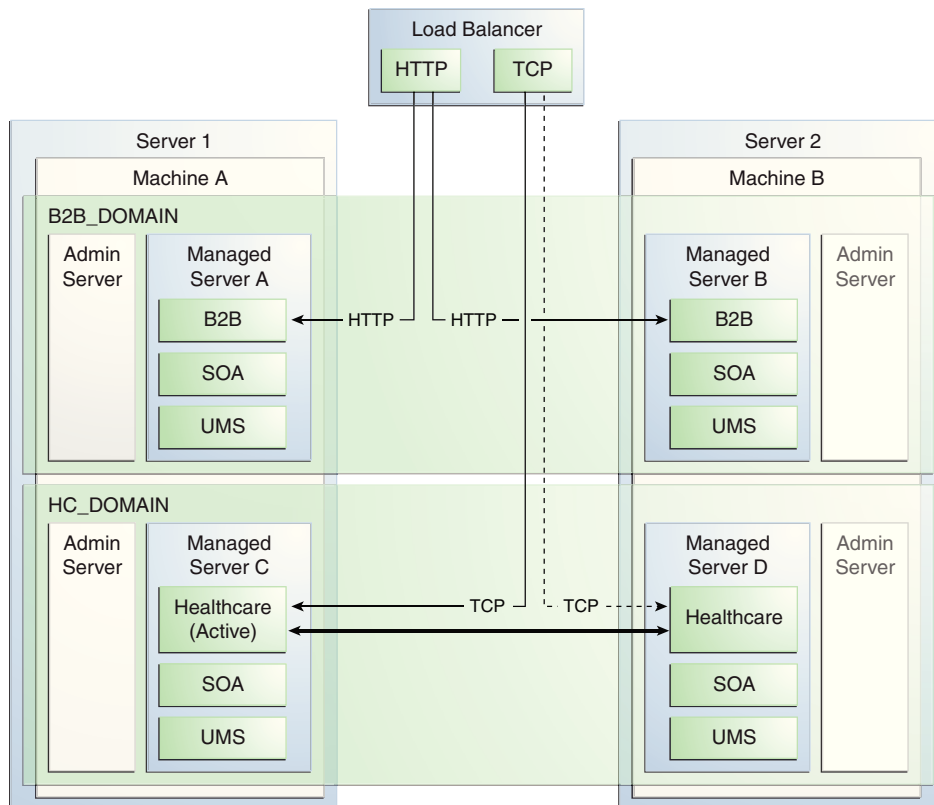 Load Balancer
HTTP
TCP
Server 1
Server 2
Machine A
Machine B
B2B_DOMAIN
Admin
Server
Managed
Server A
B2B
SOA
UMS
HTTP
HTTP
Managed
Server B
B2B
SOA
UMS
Admin
Server
HC_DOMAIN
Admin
Server
Managed
Server C
Healthcare
(Active)
SOA
UMS
TCP
TCP
Managed
Server D
Healthcare
SOA
UMS
Admin
Server